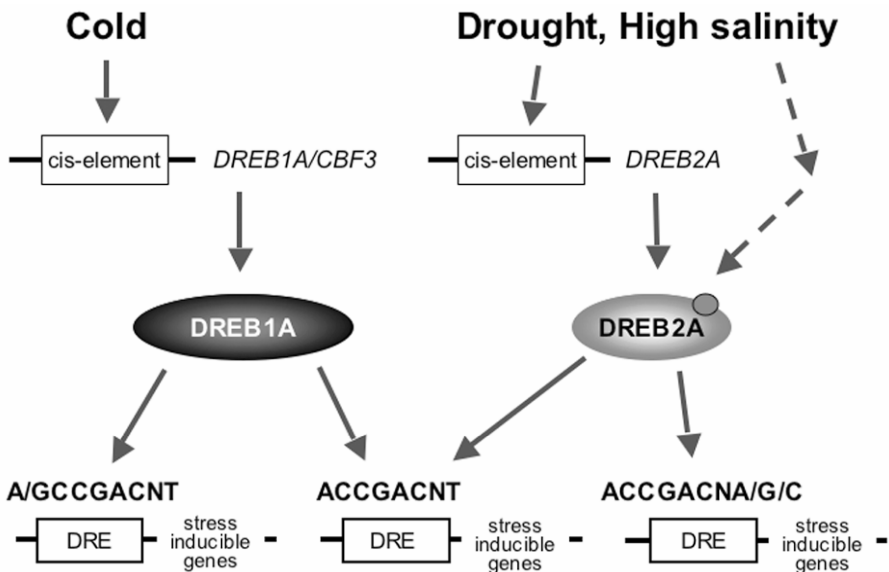 Cold
Drought, High salinity
cis-element
DREB1A/CBF3
cis-element
DREB2A
DREB1A
DREB2A
A/GCCGACNT
ACCGACNT
ACCGACNA/G/C
DRE
stress
inducible
genes
DRE
stress
inducible
genes
DRE
stress
inducible
genes